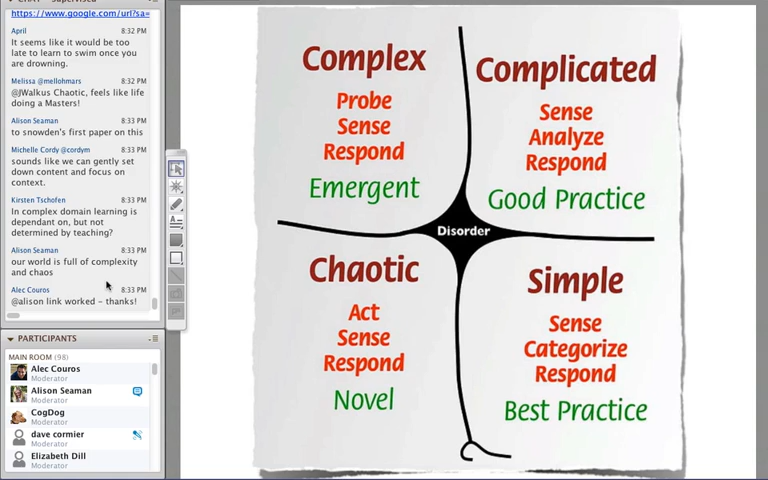 https://www.google.com/url?sa=
April 8:32 PM
It seems like it would be too
late to learn to swim once you
are drowning.
Melissa @mellohmars 8:32 PM
@JWalkus Chaotic, feels like life
doing a Masters!
Alison Seaman 8:33 PM
to snowden's first paper on this
Michelle Cordy @cordym 8:33 PM
sounds like we can gently set
down content and focus on
context.
Kirsten Tschofen 8:33 PM
In complex domain learning is
dependant on, but not
determined by teaching?
Alison Seaman 8:33 PM
our world is full of complexity
and chaos
Alec Couros 8:33 PM
@alison link worked - thanks!
PARTICIPANTS
MAIN ROOM (98)
Alec Couros
Moderator
Alison Seaman
Moderator
CogDog
Moderator
dave cormier
Moderator
Elizabeth Dill
Moderator
Complex
Probe
Sense
Respond
Emergent
Complicated
Sense
Analyze
Respond
Good Practice
Disorder
Chaotic
Act
Sense
Respond
Novel
Simple
Sense
Categorize
Respond
Best Practice